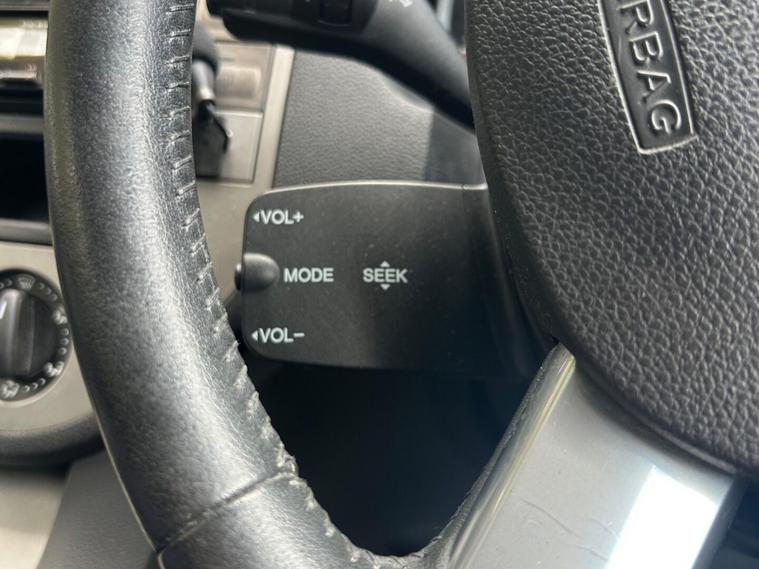 RBAG
VOL+
MODE SEEK
VOL-